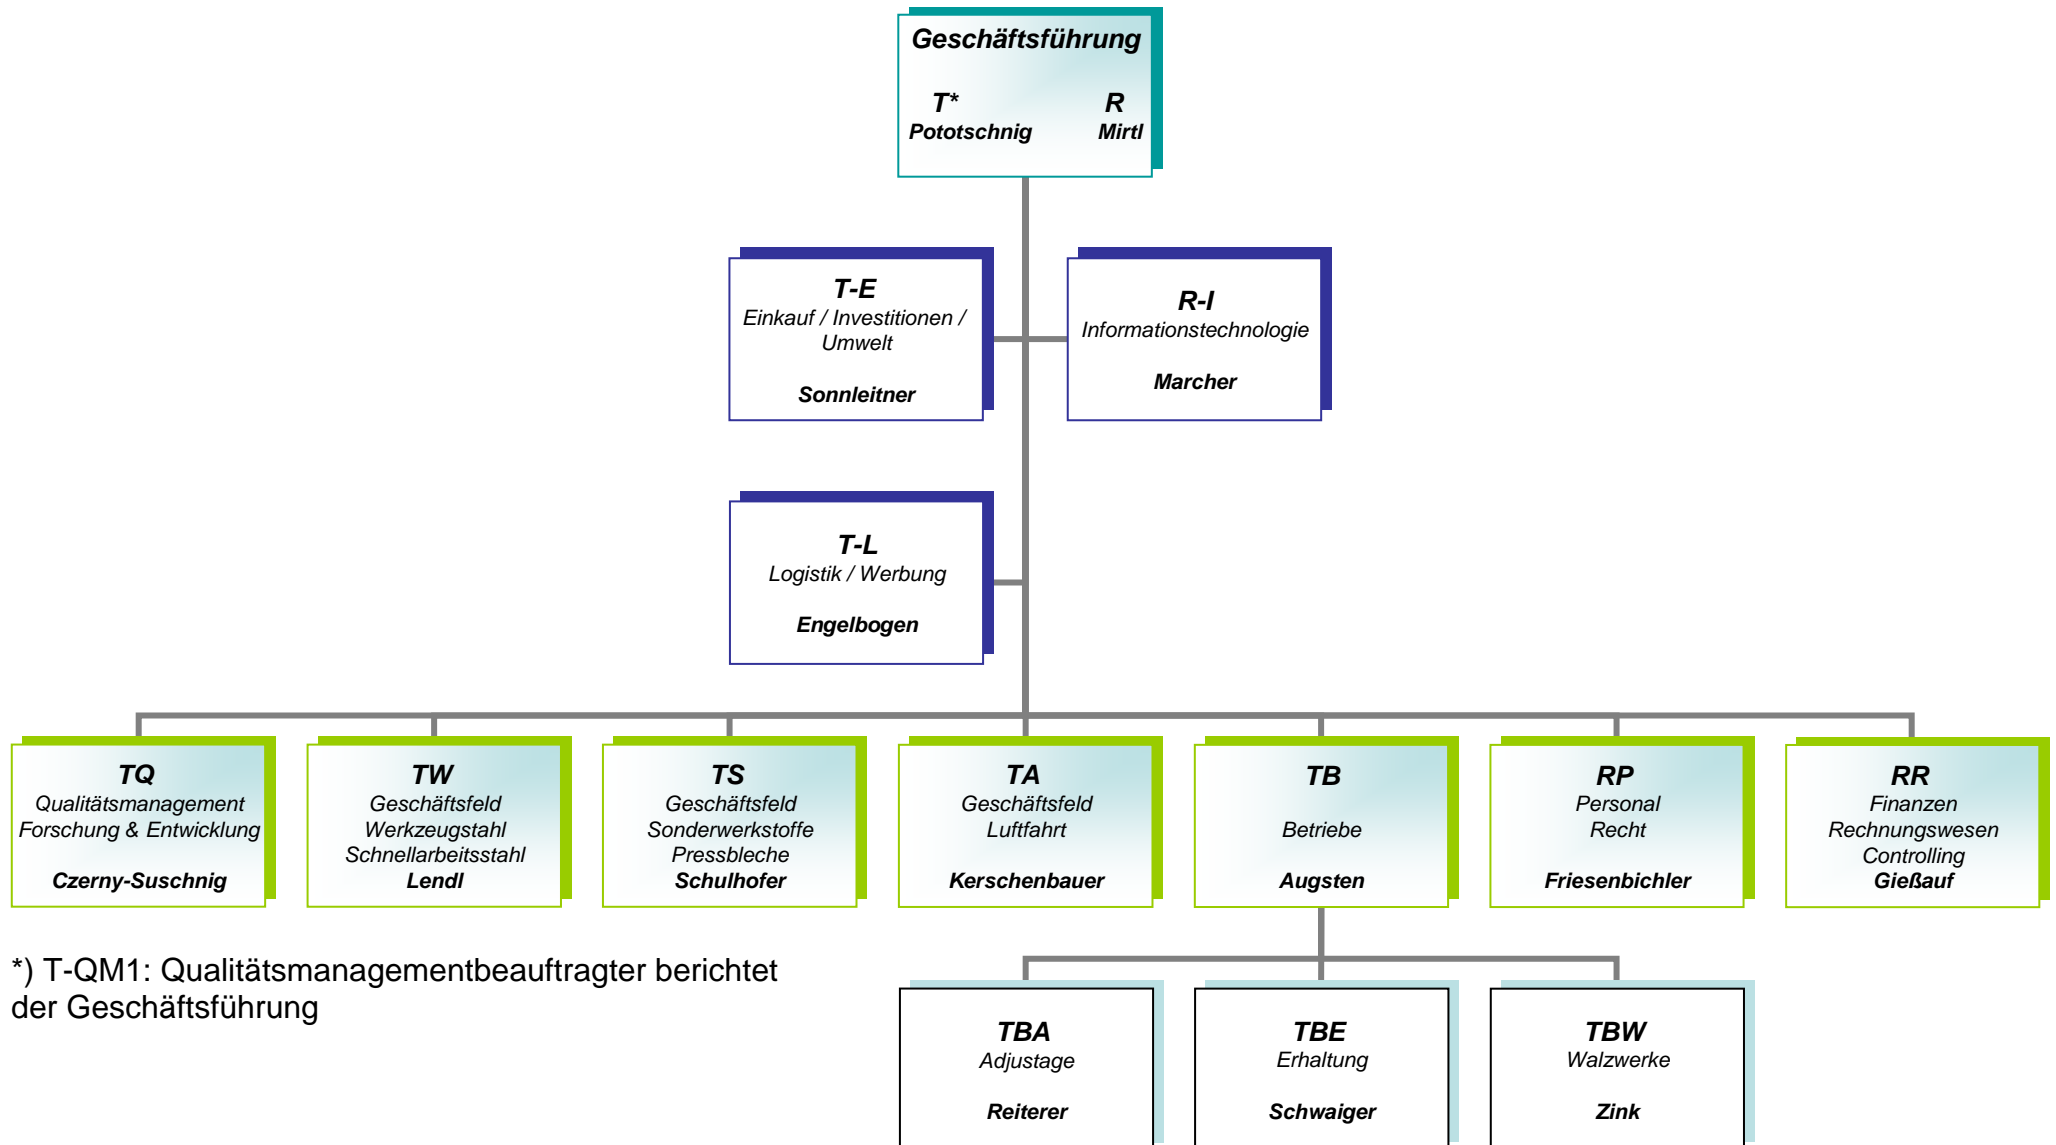 Geschäftsführung
T* R
Pototschnig Mirtl
T-E
Einkauf / Investitionen /
Umwelt
Sonnleitner
R-I
Informationstechnologie
Marcher
T-L
Logistik / Werbung
Engelbogen
TQ
Qualitätsmanagement
Forschung & Entwicklung
Czerny-Suschnig
TW
Geschäftsfeld
Werkzeugstahl
Schnellarbeitsstahl
Lendl
TS
Geschäftsfeld
Sonderwerkstoffe
Pressbleche
Schulhofer
TA
Geschäftsfeld
Luftfahrt
Kerschenbauer
TB
Betriebe
Augsten
RP
Personal
Recht
Friesenbichler
RR
Finanzen
Rechnungswesen
Controlling
Gießauf
*) T-QM1: Qualitätsmanagementbeauftragter berichtet
der Geschäftsführung
TBA
Adjustage
Reiterer
TBE
Erhaltung
Schwaiger
TBW
Walzwerke
Zink